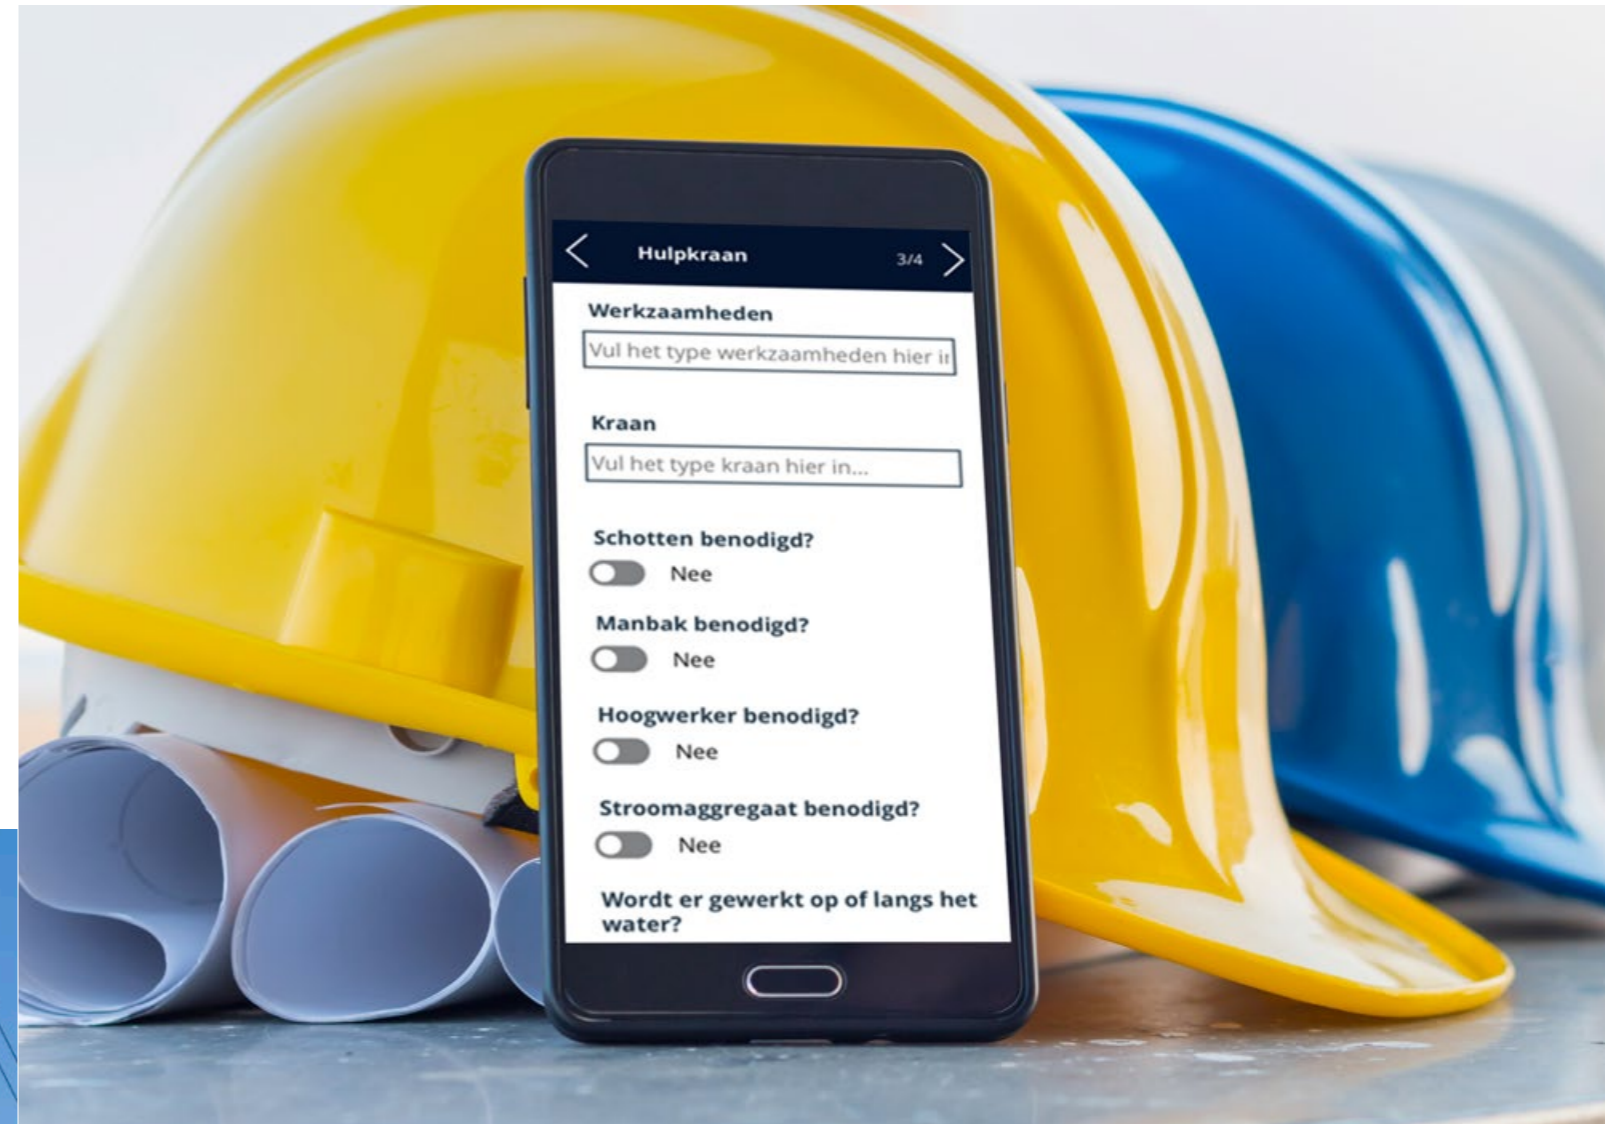 Hulpkraan 3/4
Werkzaamheden
Vul het type werkzaamheden hier
Kraan
Vul het type kraan hier in...
Schotten benodigd?
Nee
Manbak benodigd?
Nee
Hoogwerker benodigd?
Nee
Stroomaggregaat benodigd?
Nee
Wordt er gewerkt op of langs het
water?